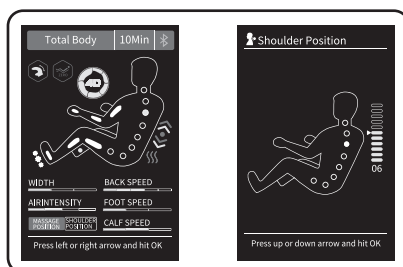 Total Body 10Min
WIDTH BACK SPEED
AIRINTENSITY FOOT SPEED
MASSAGE POSITION SHOULDER POSITION CALF SPEED
Press left or right arrow and hit OK
Shoulder Position
06
Press up or down arrow and hit OK